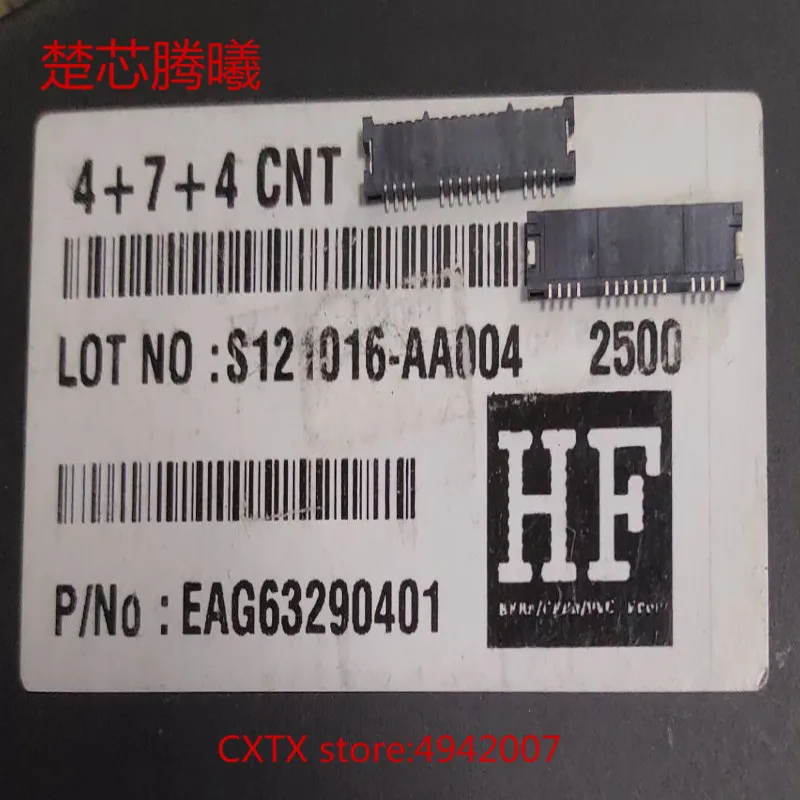 楚芯腾曦
4+7+4 CNT
LOT NO :S121016-AA004 2500
HF
P/No : EAG63290401
CXTX store:4942007